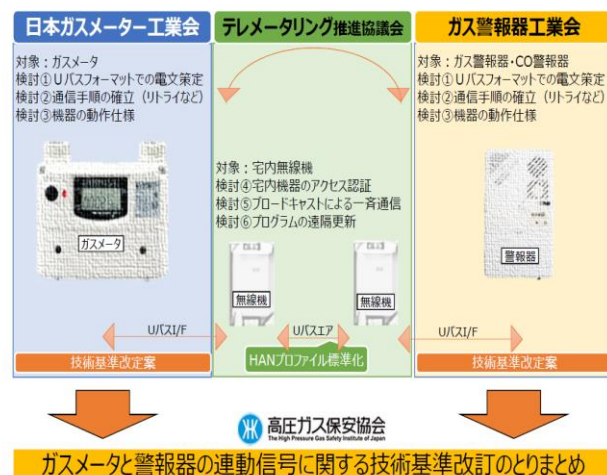 日本ガスメーター工業会
対象：ガスメータ
検討①Uバスフォーマットでの電文策定
検討②通信手順の確立（リトライなど）
検討③機器の動作仕様
ガスメータ
UバスI/F
技術基準改定案
テレメータリング推進協議会
対象：宅内無線機
検討④宅内機器のアクセス認証
検討⑤ブロードキャストによる一斉通信
検討⑥プログラムの遠隔更新
無線機
無線機
Uバスエア
HANプロファイル標準化
ガス警報器工業会
対象：ガス警報器・CO警報器
検討①Uバスフォーマットでの電文策定
検討②通信手順の確立（リトライなど）
検討③機器の動作仕様
警報器
UバスI/F
技術基準改定案
高圧ガス保安協会
The High Pressure Gas Safety Institute of Japan
ガスメータと警報器の連動信号に関する技術基準改訂のとりまとめ